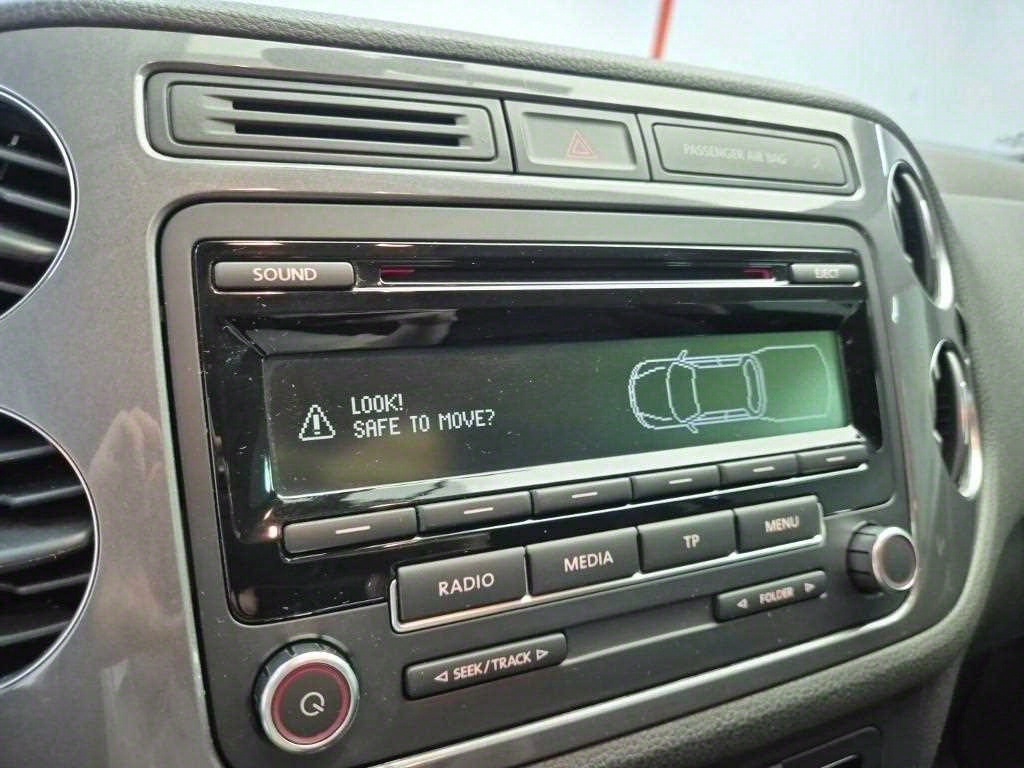 PASSENGER AIR BAG
SOUND
EJECT
LOOK!
SAFE TO MOVE?
RADIO
MEDIA
TP
MENU
SEEK/TRACK
FOLDER